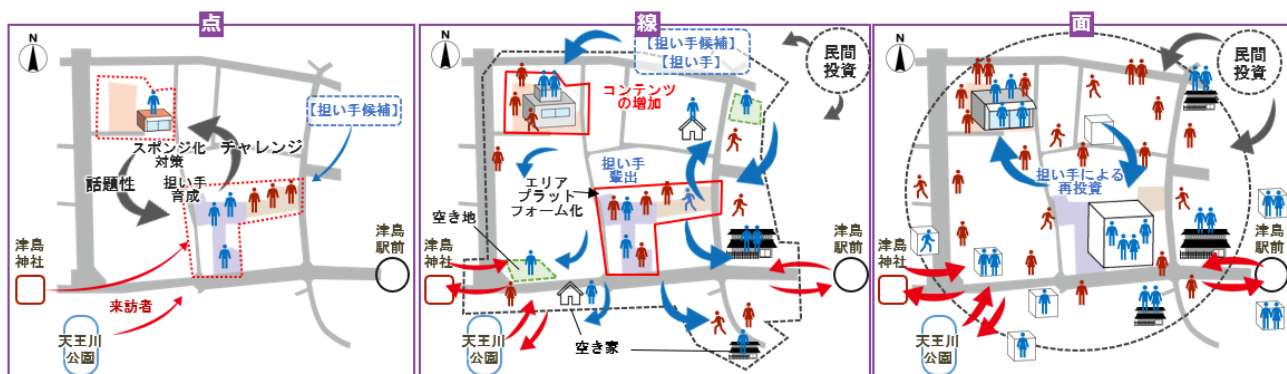 点
N
【担い手候補】
スポンジ化
対策
チャレンジ
話題性
担い手
育成
津島
神社
津島
駅前
来訪者
天王川
公園
線
N
【担い手候補】
【担い手】
民間
投資
コンテンツ
の増加
担い手
輩出
エリア
プラット
フォーム化
空き地
津島
神社
津島
駅前
天王川
公園
空き家
面
N
民間
投資
担い手による
再投資
津島
神社
津島
駅前
天王川
公園